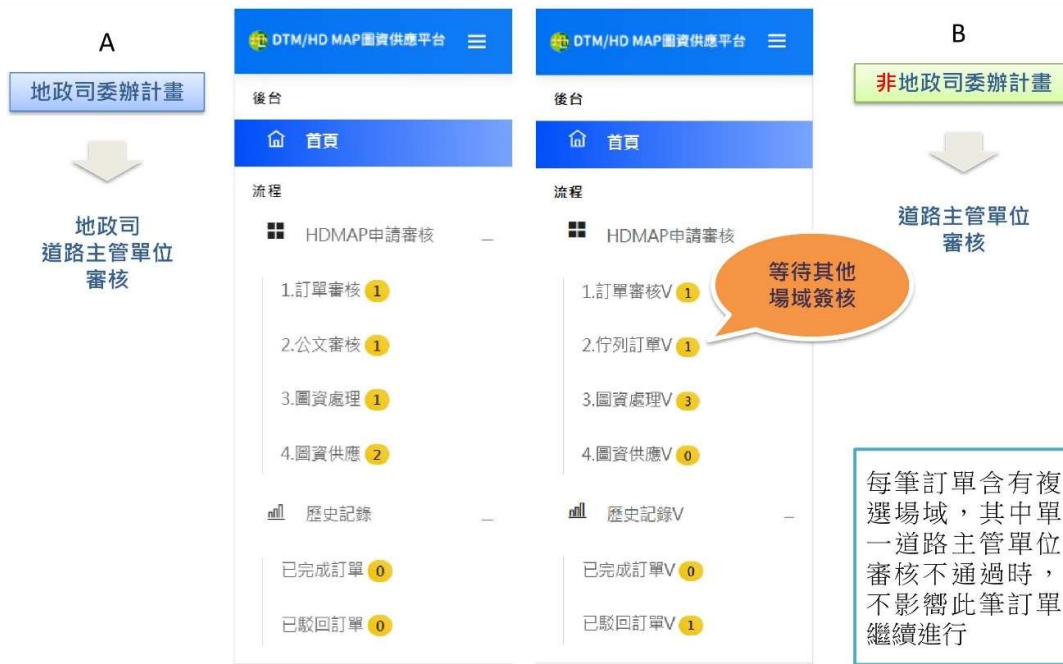 A
地政司委辦計畫
地政司
道路主管單位
審核
DTM/HD MAP圖資供應平台
後台
首頁
流程
HDMAP申請審核
1.訂單審核 1
2.公文審核 1
3.圖資處理 1
4.圖資供應 2
歷史記錄
已完成訂單 0
已駁回訂單 0
DTM/HD MAP圖資供應平台
後台
首頁
流程
HDMAP申請審核
1.訂單審核V 1
2.佇列訂單V 1
3.圖資處理V 3
4.圖資供應V 0
歷史記錄V
已完成訂單V 0
已駁回訂單V 1
等待其他
場域簽核
B
非地政司委辦計畫
道路主管單位
審核
每筆訂單含有複
選場域，其中單
一道路主管單位
審核不通過時，
不影響此筆訂單
繼續進行